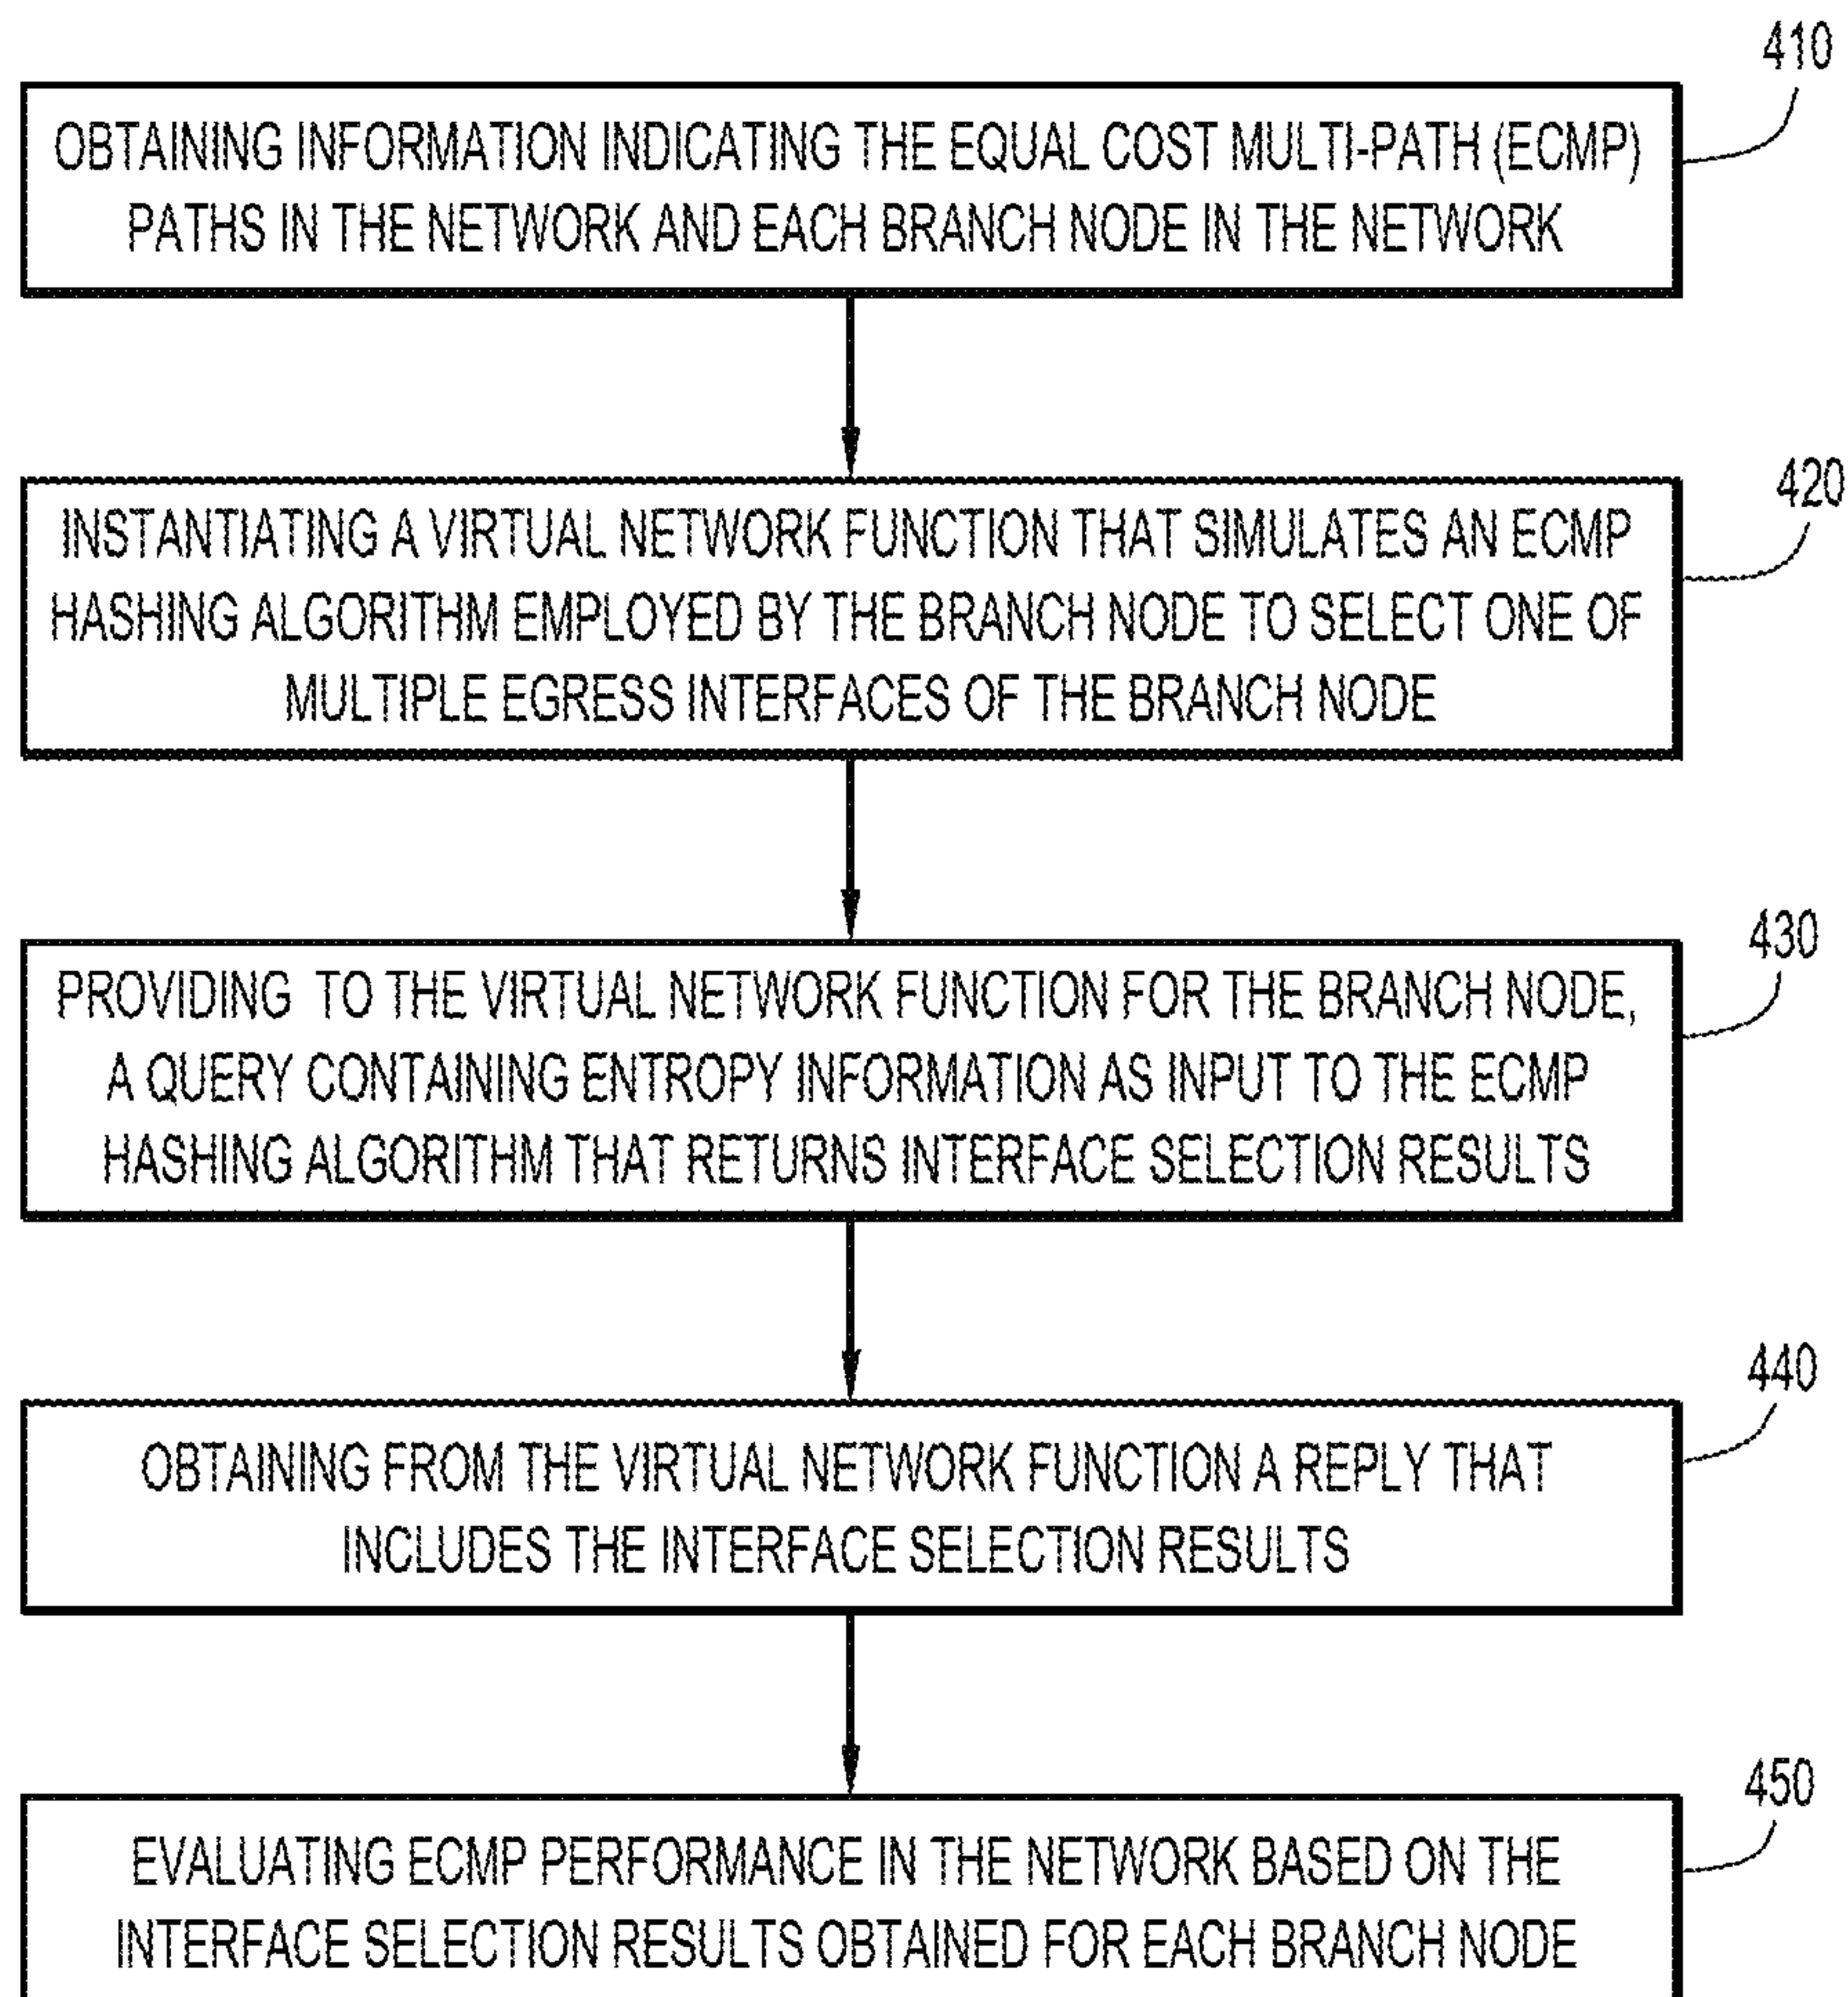 410
OBTAINING INFORMATION INDICATING THE EQUAL COST MULTI-PATH (ECMP)
PATHS IN THE NETWORK AND EACH BRANCH NODE IN THE NETWORK
420
INSTANTIATING A VIRTUAL NETWORK FUNCTION THAT SIMULATES AN ECMP
HASHING ALGORITHM EMPLOYED BY THE BRANCH NODE TO SELECT ONE OF
MULTIPLE EGRESS INTERFACES OF THE BRANCH NODE
430
PROVIDING TO THE VIRTUAL NETWORK FUNCTION FOR THE BRANCH NODE,
A QUERY CONTAINING ENTROPY INFORMATION AS INPUT TO THE ECMP
HASHING ALGORITHM THAT RETURNS INTERFACE SELECTION RESULTS
440
OBTAINING FROM THE VIRTUAL NETWORK FUNCTION A REPLY THAT
INCLUDES THE INTERFACE SELECTION RESULTS
450
EVALUATING ECMP PERFORMANCE IN THE NETWORK BASED ON THE
INTERFACE SELECTION RESULTS OBTAINED FOR EACH BRANCH NODE